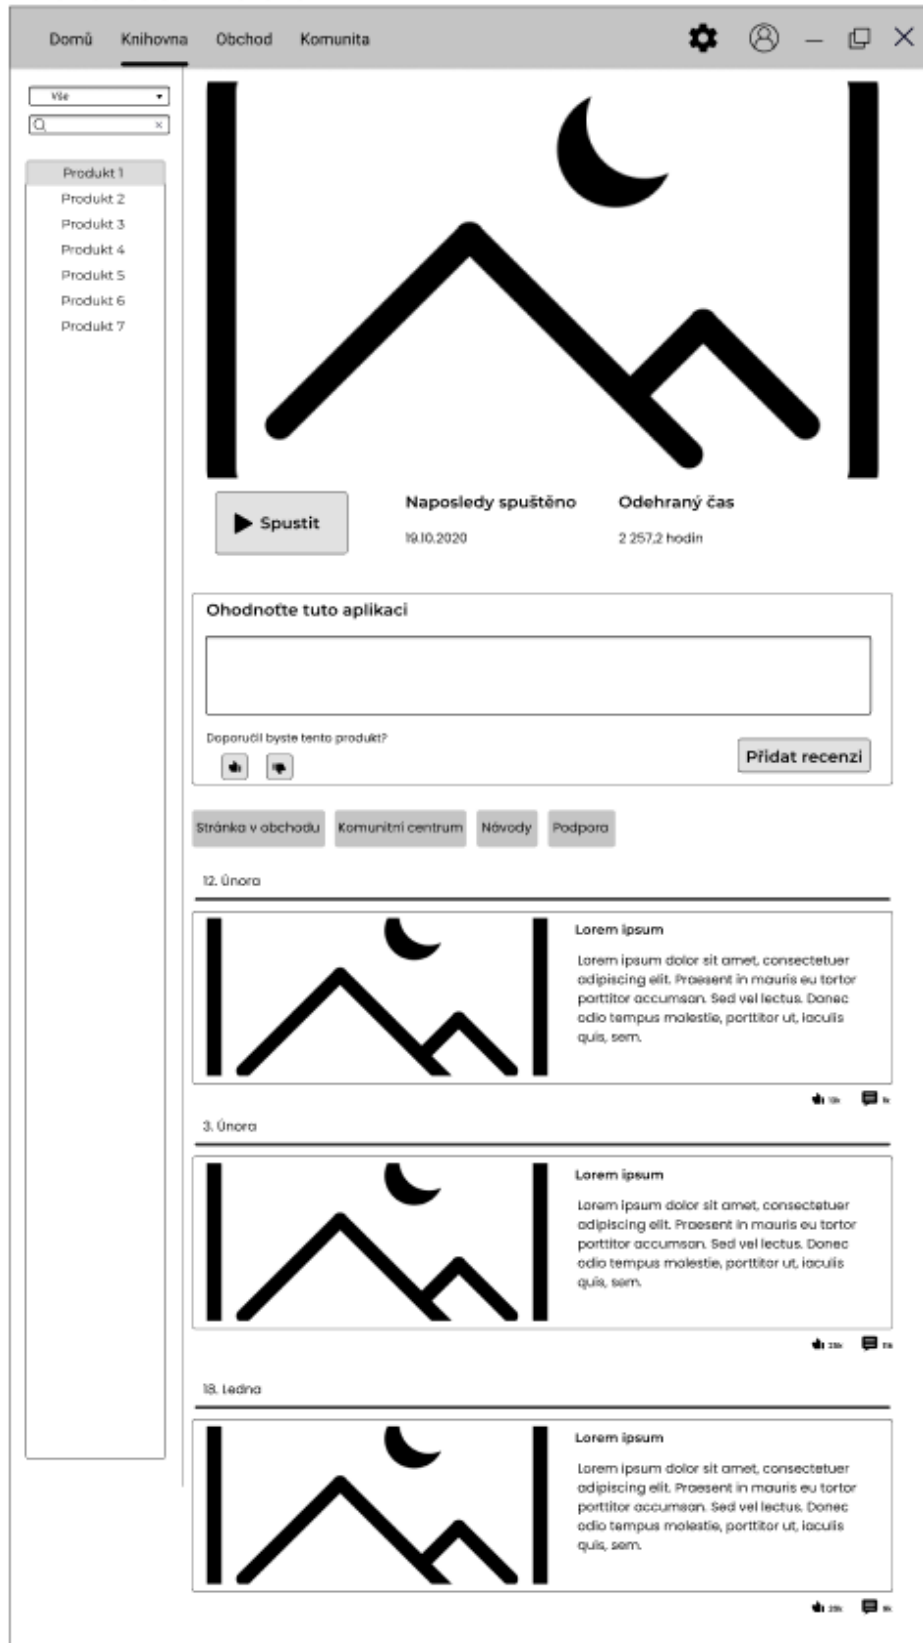 Domů Knihovna Obchod Komunita
Vše
Produkt 1
Produkt 2
Produkt 3
Produkt 4
Produkt 5
Produkt 6
Produkt 7
Spustit
Naposledy spuštěno
19.10.2020
Odehraný čas
2 257,2 hodin
Ohodnoťte tuto aplikaci
Doporučil byste tento produkt?
Přidat recenzi
Stránka v obchodu Komunitní centrum Návody Podpora
12. Února
Lorem ipsum
Lorem ipsum dolor sit amet, consectetuer
adipiscing elit. Praesent in mauris eu tortor
porttitor accumsan. Sed vel lectus. Donec
odio tempus molestie, porttitor ut, iaculis
quis, sem.
3. Února
Lorem ipsum
Lorem ipsum dolor sit amet, consectetuer
adipiscing elit. Praesent in mauris eu tortor
porttitor accumsan. Sed vel lectus. Donec
odio tempus molestie, porttitor ut, iaculis
quis, sem.
18. Ledna
Lorem ipsum
Lorem ipsum dolor sit amet, consectetuer
adipiscing elit. Praesent in mauris eu tortor
porttitor accumsan. Sed vel lectus. Donec
odio tempus molestie, porttitor ut, iaculis
quis, sem.